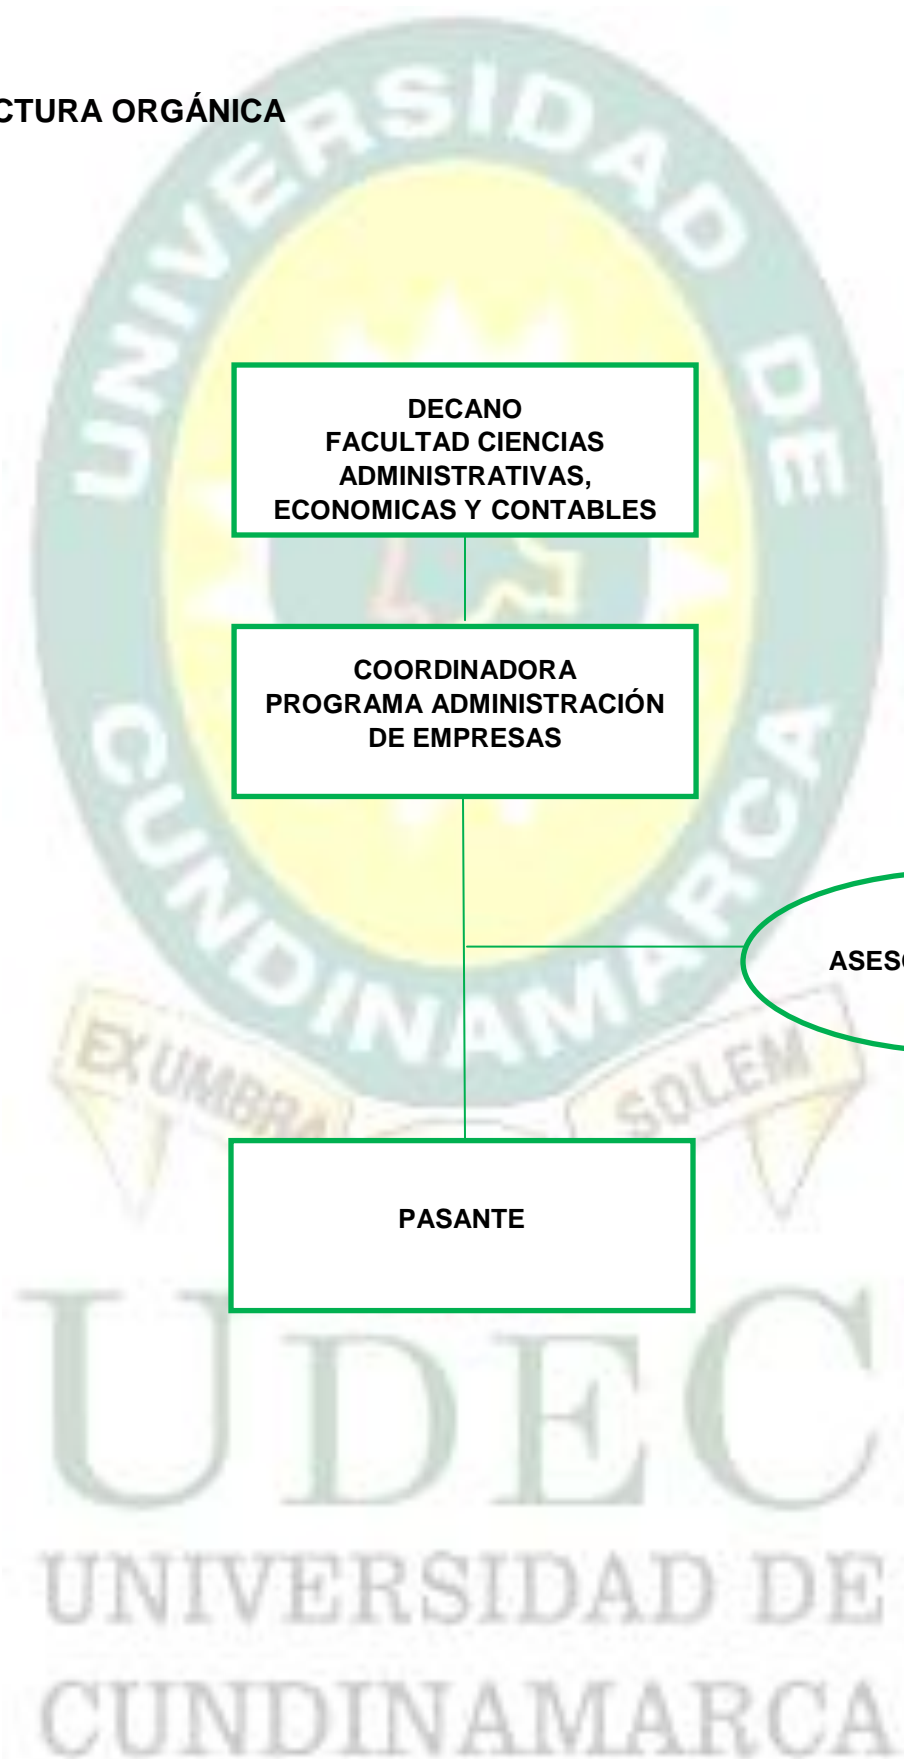 CTURA ORGÁNICA
UNIVERSIDAD DE
CUNDINAMARCA
DECANO
FACULTAD CIENCIAS
ADMINISTRATIVAS,
ECONOMICAS Y CONTABLES
COORDINADORA
PROGRAMA ADMINISTRACIÓN
DE EMPRESAS
ASESO
EX UMBRA
SOLEM
PASANTE
UDEC
UNIVERSIDAD DE
CUNDINAMARCA